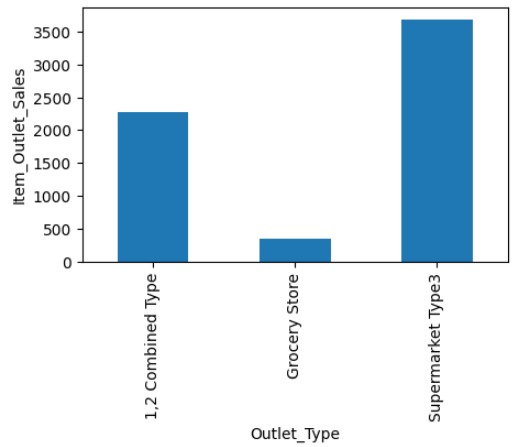 3500
3000
2500
2000
1500
1000
500
0
Item_Outlet_Sales
1,2 Combined Type
Grocery Store
Supermarket Type3
Outlet_Type